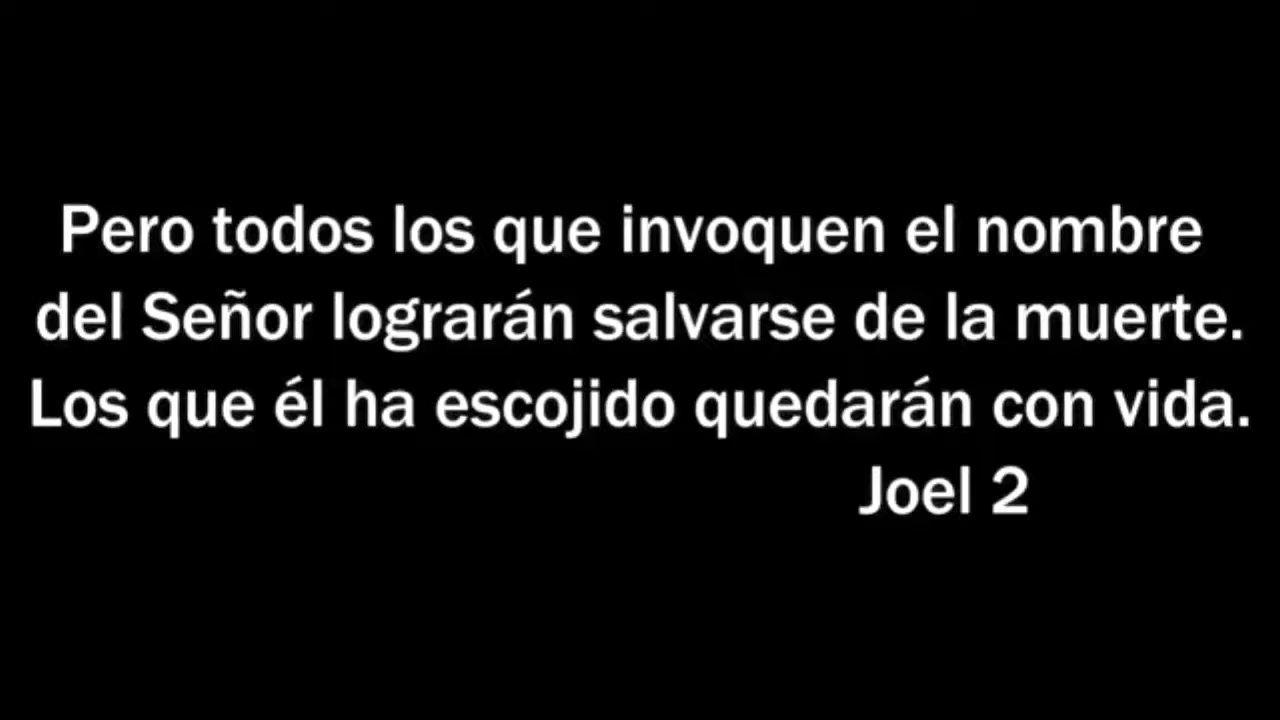 Pero todos los que invoquen el nombre
del Señor lograrán salvarse de la muerte.
Los que él ha escojido quedarán con vida.
Joel 2